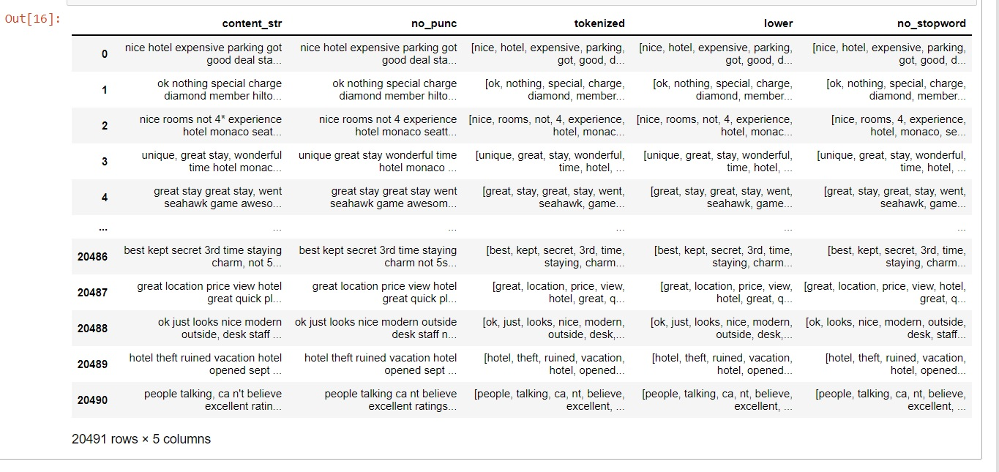 Out[16]:
content_str no_punc tokenized lower no_stopword
0 nice hotel expensive parking got nice hotel expensive parking got [nice, hotel, expensive, parking, [nice, hotel, expensive, parking, [nice, hotel, expensive, parking,
good deal sta... good deal sta... got, good, d... got, good, d... got, good, d...
1 ok nothing special charge ok nothing special charge [ok, nothing, special, charge, [ok, nothing, special, charge, [ok, nothing, special, charge,
diamond member hilto... diamond member hilto... diamond, member... diamond, member... diamond, member...
2 nice rooms not 4* experience nice rooms not 4 experience [nice, rooms, not, 4, experience, [nice, rooms, not, 4, experience, [nice, rooms, 4, experience,
hotel monaco seat... hotel monaco seatt... hotel, monac... hotel, monac... hotel, monaco, se...
3 unique, great stay, wonderful unique great stay wonderful time [unique, great, stay, wonderful, [unique, great, stay, wonderful, [unique, great, stay, wonderful,
time hotel monac... hotel monaco ... time, hotel, ... time, hotel, ... time, hotel, ...
4 great stay great stay, went great stay great stay went [great, stay, great, stay, went, [great, stay, great, stay, went, [great, stay, great, stay, went,
seahawk game aweso... seahawk game awesom... seahawk, game... seahawk, game... seahawk, game...
... ... ... ... ... ...
20486 best kept secret 3rd time staying best kept secret 3rd time staying [best, kept, secret, 3rd, time, [best, kept, secret, 3rd, time, [best, kept, secret, 3rd, time,
charm, not 5... charm not 5s... staying, charm... staying, charm... staying, charm...
20487 great location price view hotel great location price view hotel [great, location, price, view, [great, location, price, view, [great, location, price, view, hotel,
great quick pl... great quick pl... hotel, great, q... hotel, great, q... great, q...
20488 ok just looks nice modern ok just looks nice modern outside [ok, just, looks, nice, modern, [ok, just, looks, nice, modern, [ok, looks, nice, modern, outside,
outside, desk staff ... desk staff n... outside, desk,... outside, desk,... desk, staff...
20489 hotel theft ruined vacation hotel hotel theft ruined vacation hotel [hotel, theft, ruined, vacation, [hotel, theft, ruined, vacation, [hotel, theft, ruined, vacation,
opened sept ... opened sept ... hotel, opened... hotel, opened... hotel, opened...
20490 people talking, ca n't believe people talking ca nt believe [people, talking, ca, nt, believe, [people, talking, ca, nt, believe, [people, talking, ca, nt, believe,
excellent ratin... excellent ratings... excellent, ... excellent, ... excellent, ...
20491 rows × 5 columns